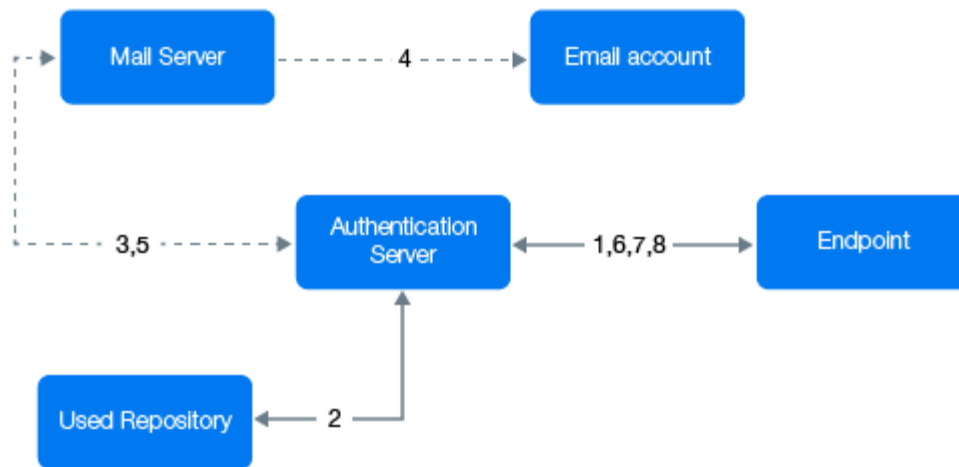 Mail Server
4
Email account
3,5
Authentication
Server
1,6,7,8
Endpoint
Used Repository
2